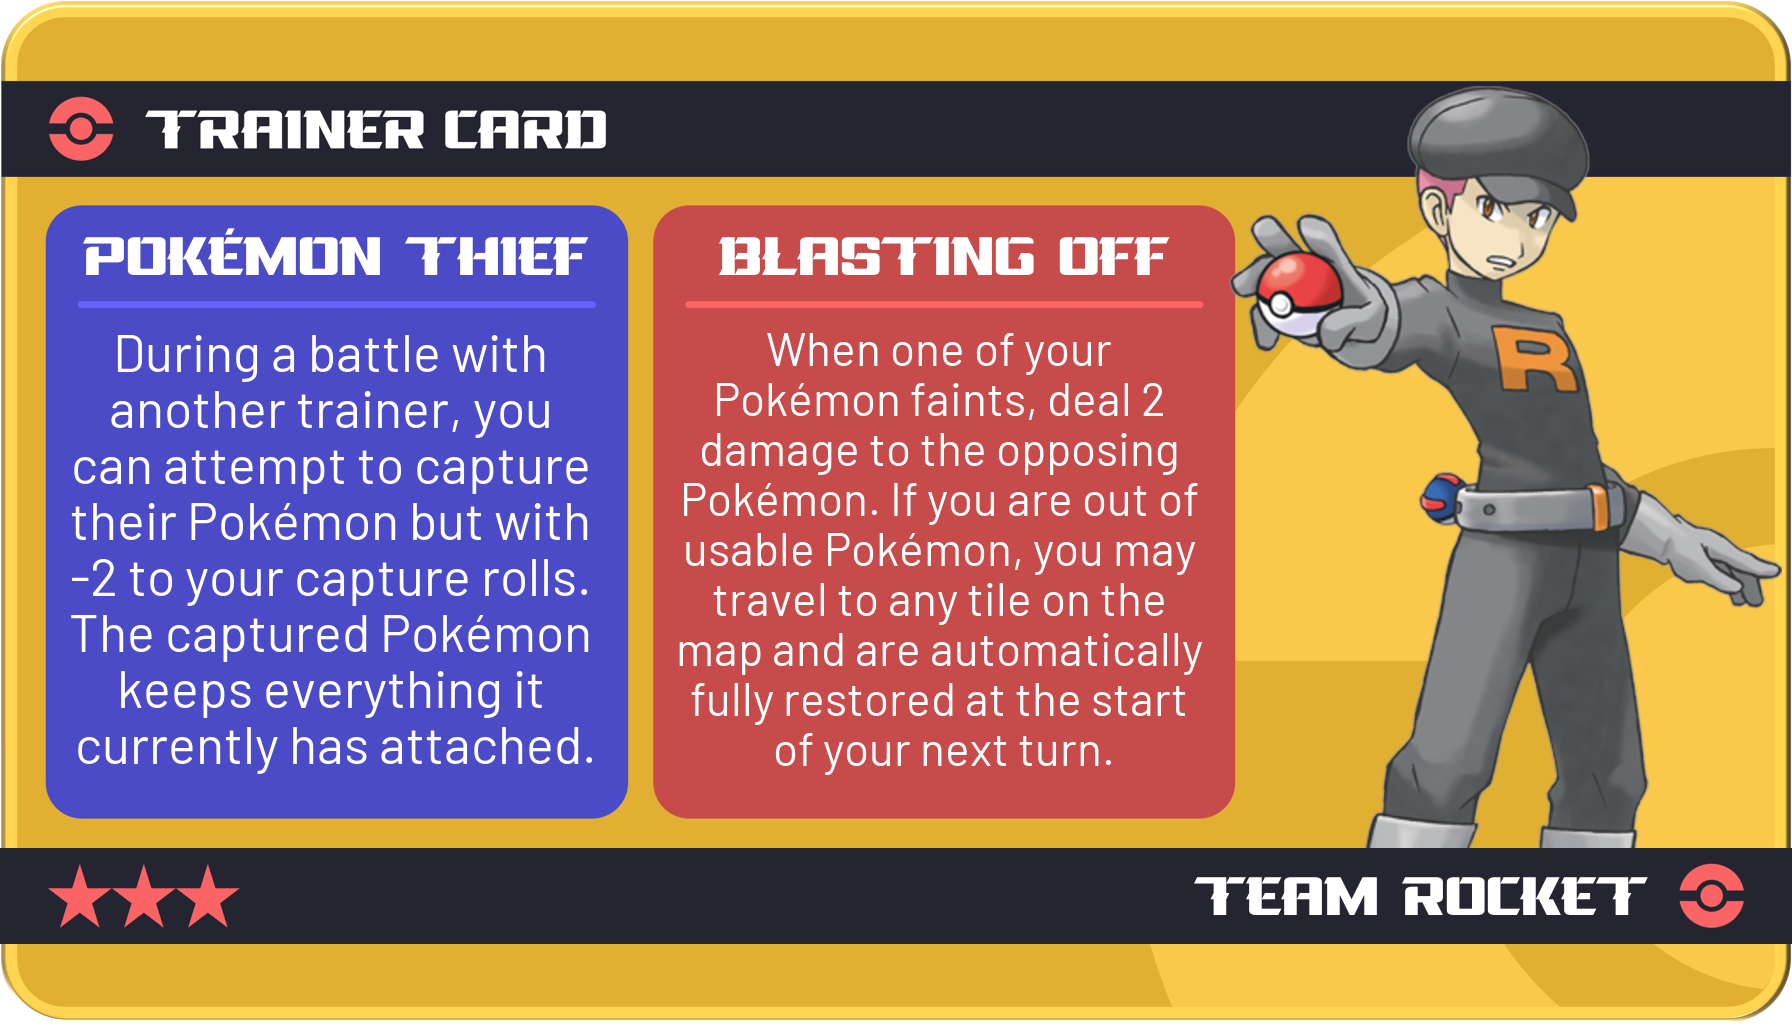 TRAINER CARD
POKÉMON THIEF
During a battle with
another trainer, you
can attempt to capture
their Pokémon but with
-2 to your capture rolls.
The captured Pokémon
keeps everything it
currently has attached.
BLASTING OFF
When one of your
Pokémon faints, deal 2
damage to the opposing
Pokémon. If you are out of
usable Pokémon, you may
travel to any tile on the
map and are automatically
fully restored at the start
of your next turn.
R
TEAM ROCKET